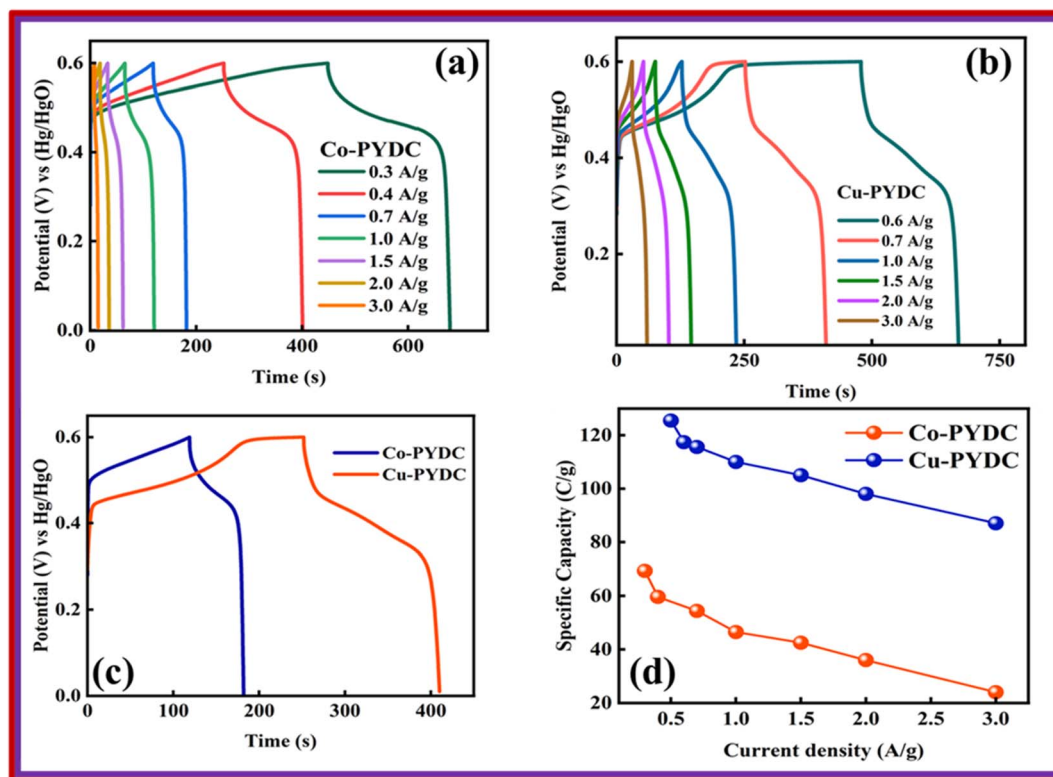 (a)
Potential (V) vs (Hg/HgO)
0.6
0.4
0.2
0.0
Co-PYDC
0.3 A/g
0.4 A/g
0.7 A/g
1.0 A/g
1.5 A/g
2.0 A/g
3.0 A/g
0 200 400 600
Time (s)
(b)
Potential (V) vs Hg/HgO
0.6
0.4
0.2
Cu-PYDC
0.6 A/g
0.7 A/g
1.0 A/g
1.5 A/g
2.0 A/g
3.0 A/g
0 250 500 750
Time (s)
(c)
Potential (V) vs Hg/HgO
0.6
0.4
0.2
0.0
Co-PYDC
Cu-PYDC
0 100 200 300 400
Time (s)
(d)
Specific Capacity (C/g)
120
100
80
60
40
20
Co-PYDC
Cu-PYDC
0.5 1.0 1.5 2.0 2.5 3.0
Current density (A/g)